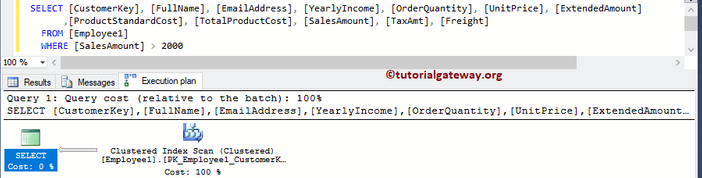 SELECT [CustomerKey], [FullName], [EmailAddress], [YearlyIncome], [OrderQuantity], [UnitPrice], [ExtendedAmount]
,[ProductStandardCost], [TotalProductCost], [SalesAmount], [TaxAmt], [Freight]
FROM [Employee1]
WHERE [SalesAmount] > 2000
100 %
©tutorialgateway.org
Results Messages Execution plan
Query 1: Query cost (relative to the batch): 100%
SELECT [CustomerKey],[FullName],[EmailAddress],[YearlyIncome],[OrderQuantity],[UnitPrice],[ExtendedAmount…
SELECT
Cost: 0 %
Clustered Index Scan (Clustered)
[Employee1].[PK_Employee1_CustomerK…
Cost: 100 %